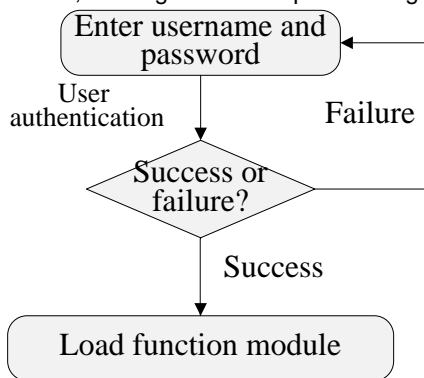 Enter username and
password
User
authentication
Failure
Success or
failure?
Success
Load function module